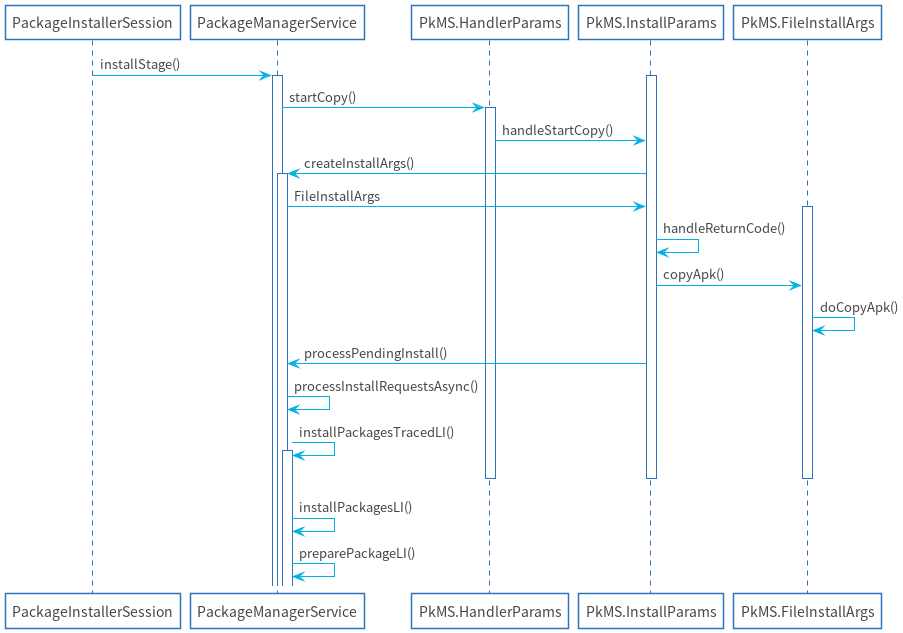 PackageInstallerSession
PackageManagerService
PkMS.HandlerParams
PkMS.InstallParams
PkMS.FileInstallArgs
installStage()
startCopy()
handleStartCopy()
createInstallArgs()
FileInstallArgs
handleReturnCode()
copyApk()
doCopyApk()
processPendingInstall()
processInstallRequestsAsync()
installPackagesTracedLI()
installPackagesLI()
preparePackageLI()
PackageInstallerSession
PackageManagerService
PkMS.HandlerParams
PkMS.InstallParams
PkMS.FileInstallArgs